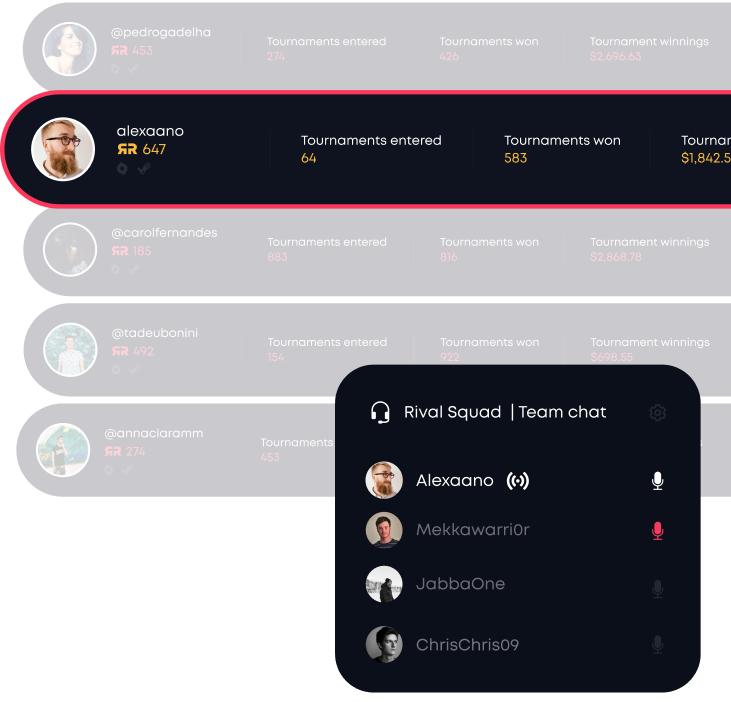 @pedrogadelha
RR 453
Tournaments entered
274
Tournaments won
426
Tournament winnings
$2,696.63
alexaano
RR 647
Tournaments entered
64
Tournaments won
583
Tournam
$1,842.5
@carolfernandes
RR 185
Tournaments entered
883
Tournaments won
816
Tournament winnings
$2,868.78
@tadeubonini
RR 492
Tournaments entered
154
Tournaments won
922
Tournament winnings
$698.55
@annaclaramm
RR 274
Tournaments
453
s
Rival Squad | Team chat
Alexaano
Mekkawarri0r
JabbaOne
ChrisChris09